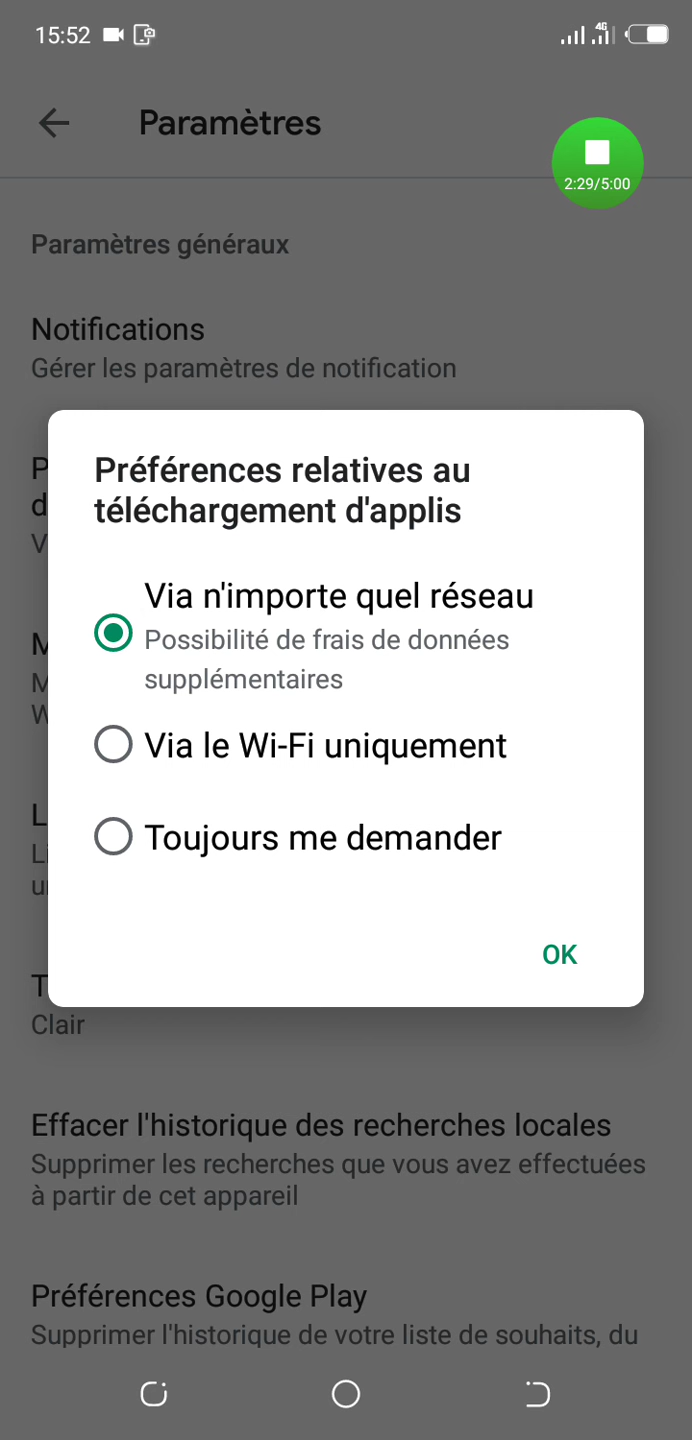 15:52
4G
Paramètres
2:29/5:00
Paramètres généraux
Notifications
Gérer les paramètres de notification
Préférences relatives au
téléchargement d'applis
Via n'importe quel réseau
Possibilité de frais de données
supplémentaires
Via le Wi-Fi uniquement
Toujours me demander
OK
Clair
Effacer l'historique des recherches locales
Supprimer les recherches que vous avez effectuées
à partir de cet appareil
Préférences Google Play
Supprimer l'historique de votre liste de souhaits, du